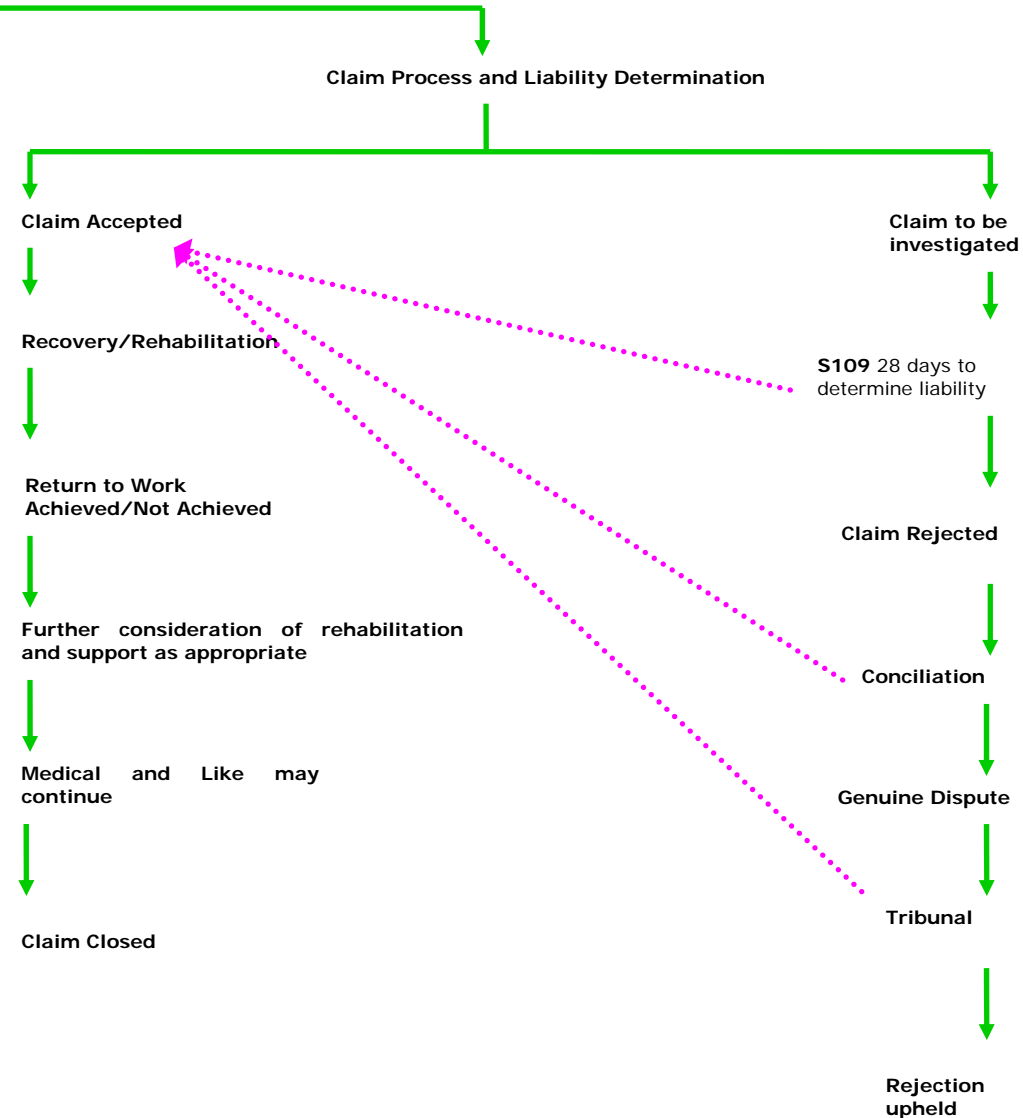 Claim Process and Liability Determination
Claim Accepted
Claim to be
investigated
Recovery/Rehabilitation
S109 28 days to
determine liability
Return to Work
Achieved/Not Achieved
Claim Rejected
Further consideration of rehabilitation
and support as appropriate
Conciliation
Medical and Like may
continue
Genuine Dispute
Tribunal
Claim Closed
Rejection
upheld